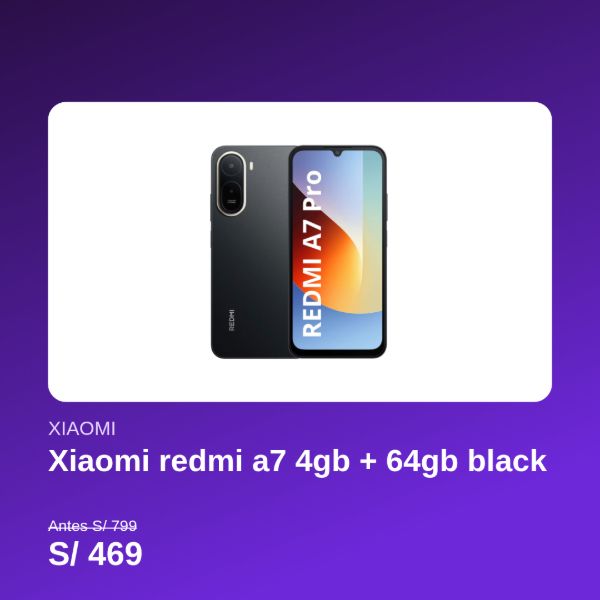 REDMI
REDMI A7 Pro
XIAOMI
Xiaomi redmi a7 4gb + 64gb black
Antes S/ 799
S/ 469